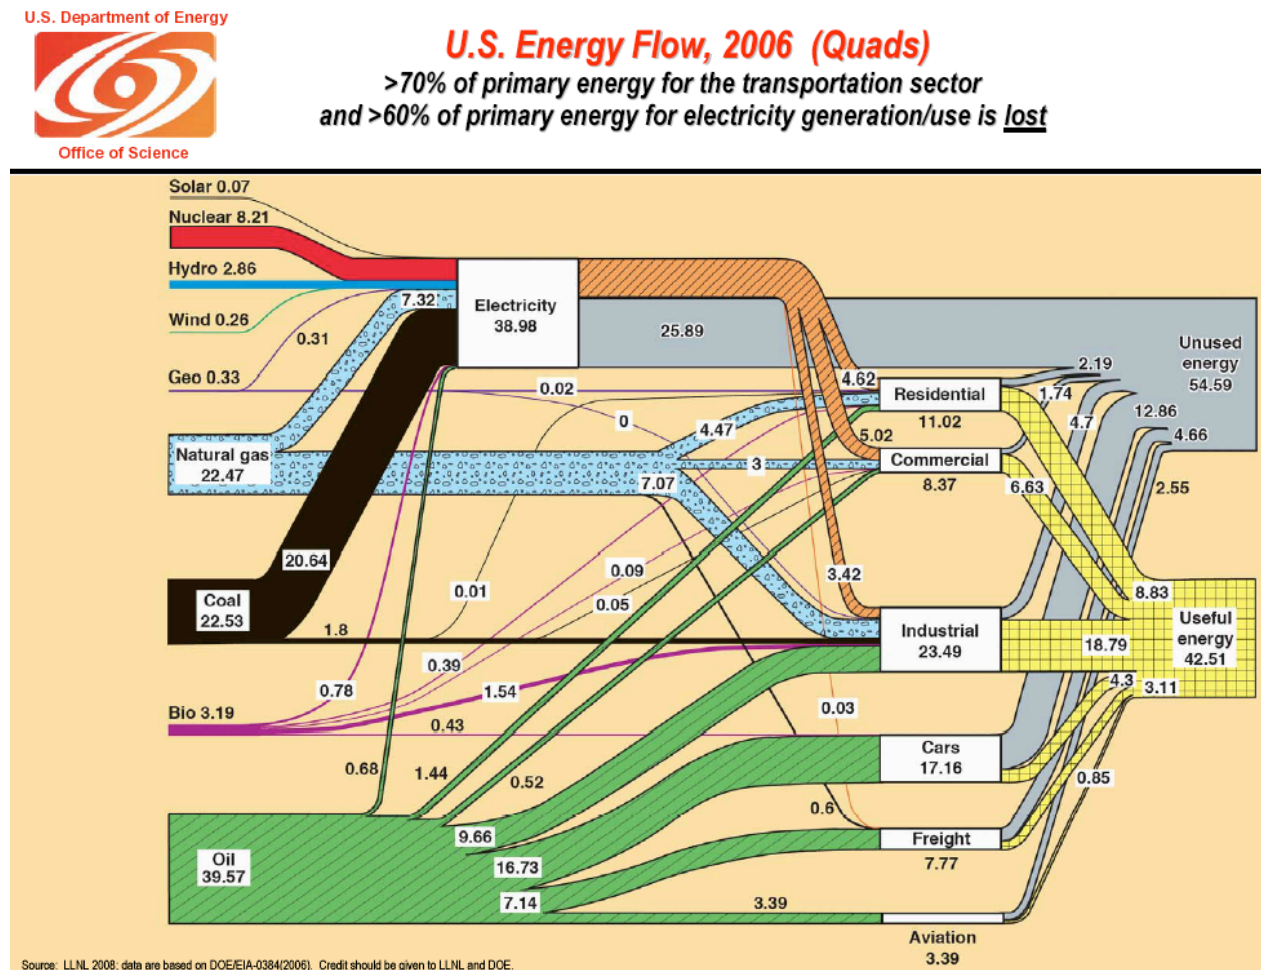 U.S. Department of Energy
Office of Science
U.S. Energy Flow, 2006 (Quads)
>70% of primary energy for the transportation sector
and >60% of primary energy for electricity generation/use is lost
Solar 0.07
Nuclear 8.21
Hydro 2.86
Wind 0.26
Geo 0.33
Natural gas
22.47
Coal
22.53
Bio 3.19
Oil
39.57
0.31
7.32
20.64
1.8
0.78
0.68
Electricity
38.98
25.89
0.02
0
4.47
3
7.07
0.01
0.09
0.05
0.39
1.54
0.43
1.44
0.52
9.66
16.73
7.14
3.39
4.62
5.02
3.42
0.03
0.6
Residential
11.02
Commercial
8.37
Industrial
23.49
Cars
17.16
Freight
7.77
Aviation
3.39
2.19
1.74
4.7
12.86
4.66
2.55
6.63
8.83
18.79
4.3
3.11
0.85
Unused
energy
54.59
Useful
energy
42.51
Source: LLNL 2008; data are based on DOE/EIA-0384(2006). Credit should be given to LLNL and DOE.